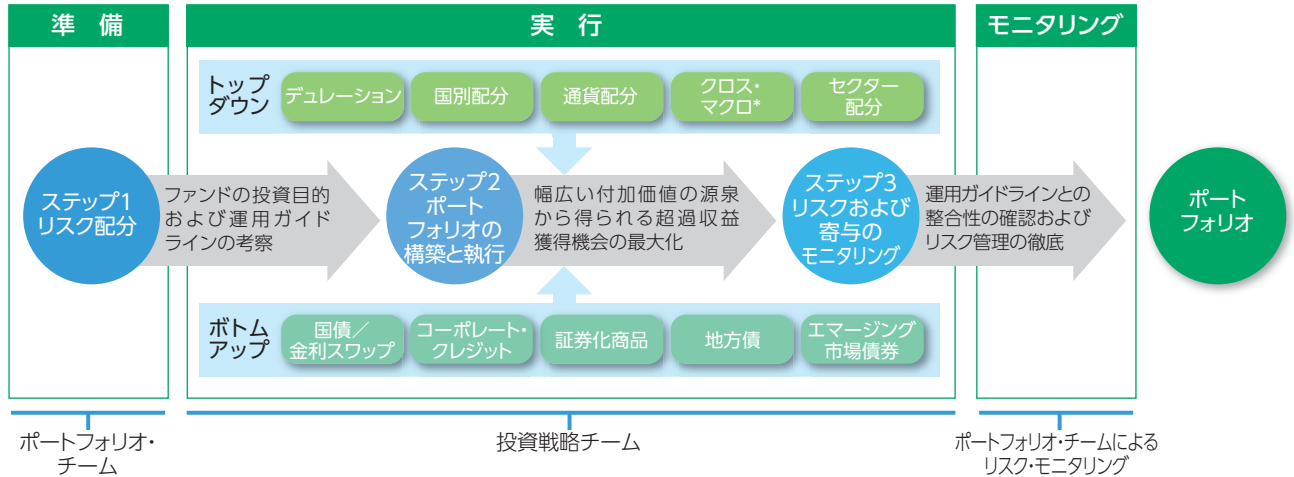 準 備
実 行
モニタリング
トップ
ダウン
デュレーション
国別配分
通貨配分
クロス・
マクロ*
セクター
配分
ステップ1
リスク配分
ファンドの投資目的
および運用ガイド
ラインの考察
ステップ2
ポート
フォリオの
構築と執行
幅広い付加価値の源泉
から得られる超過収益
獲得機会の最大化
ステップ3
リスクおよび
寄与の
モニタリング
運用ガイドラインとの
整合性の確認および
リスク管理の徹底
ポート
フォリオ
ボトム
アップ
国債／
金利スワップ
コーポレート・
クレジット
証券化商品
地方債
エマージング
市場債券
ポートフォリオ・
チーム
投資戦略チーム
ポートフォリオ・チームによる
リスク・モニタリング